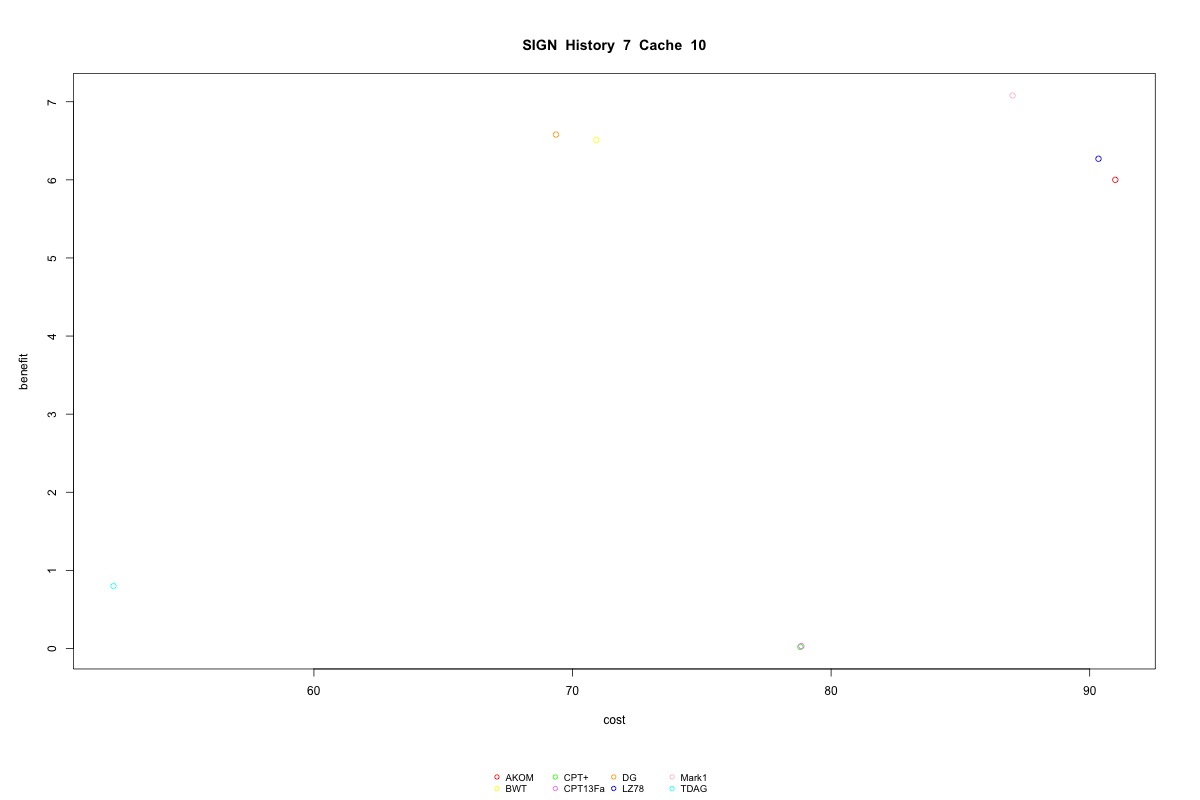 SIGN History 7 Cache 10
7
6
5
4
3
2
1
0
benefit
60 70 80 90
cost
AKOM CPT+ DG Mark1
BWT CPT13Fa LZ78 TDAG